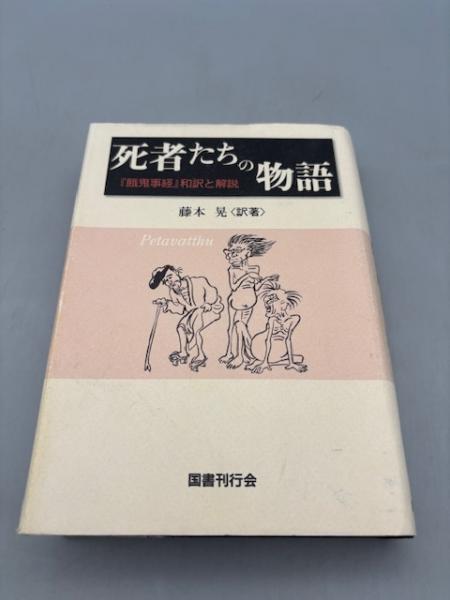 死者たちの物語
『餓鬼事経』和訳と解説
藤本 晃〈訳著〉
Petavatthu
国書刊行会